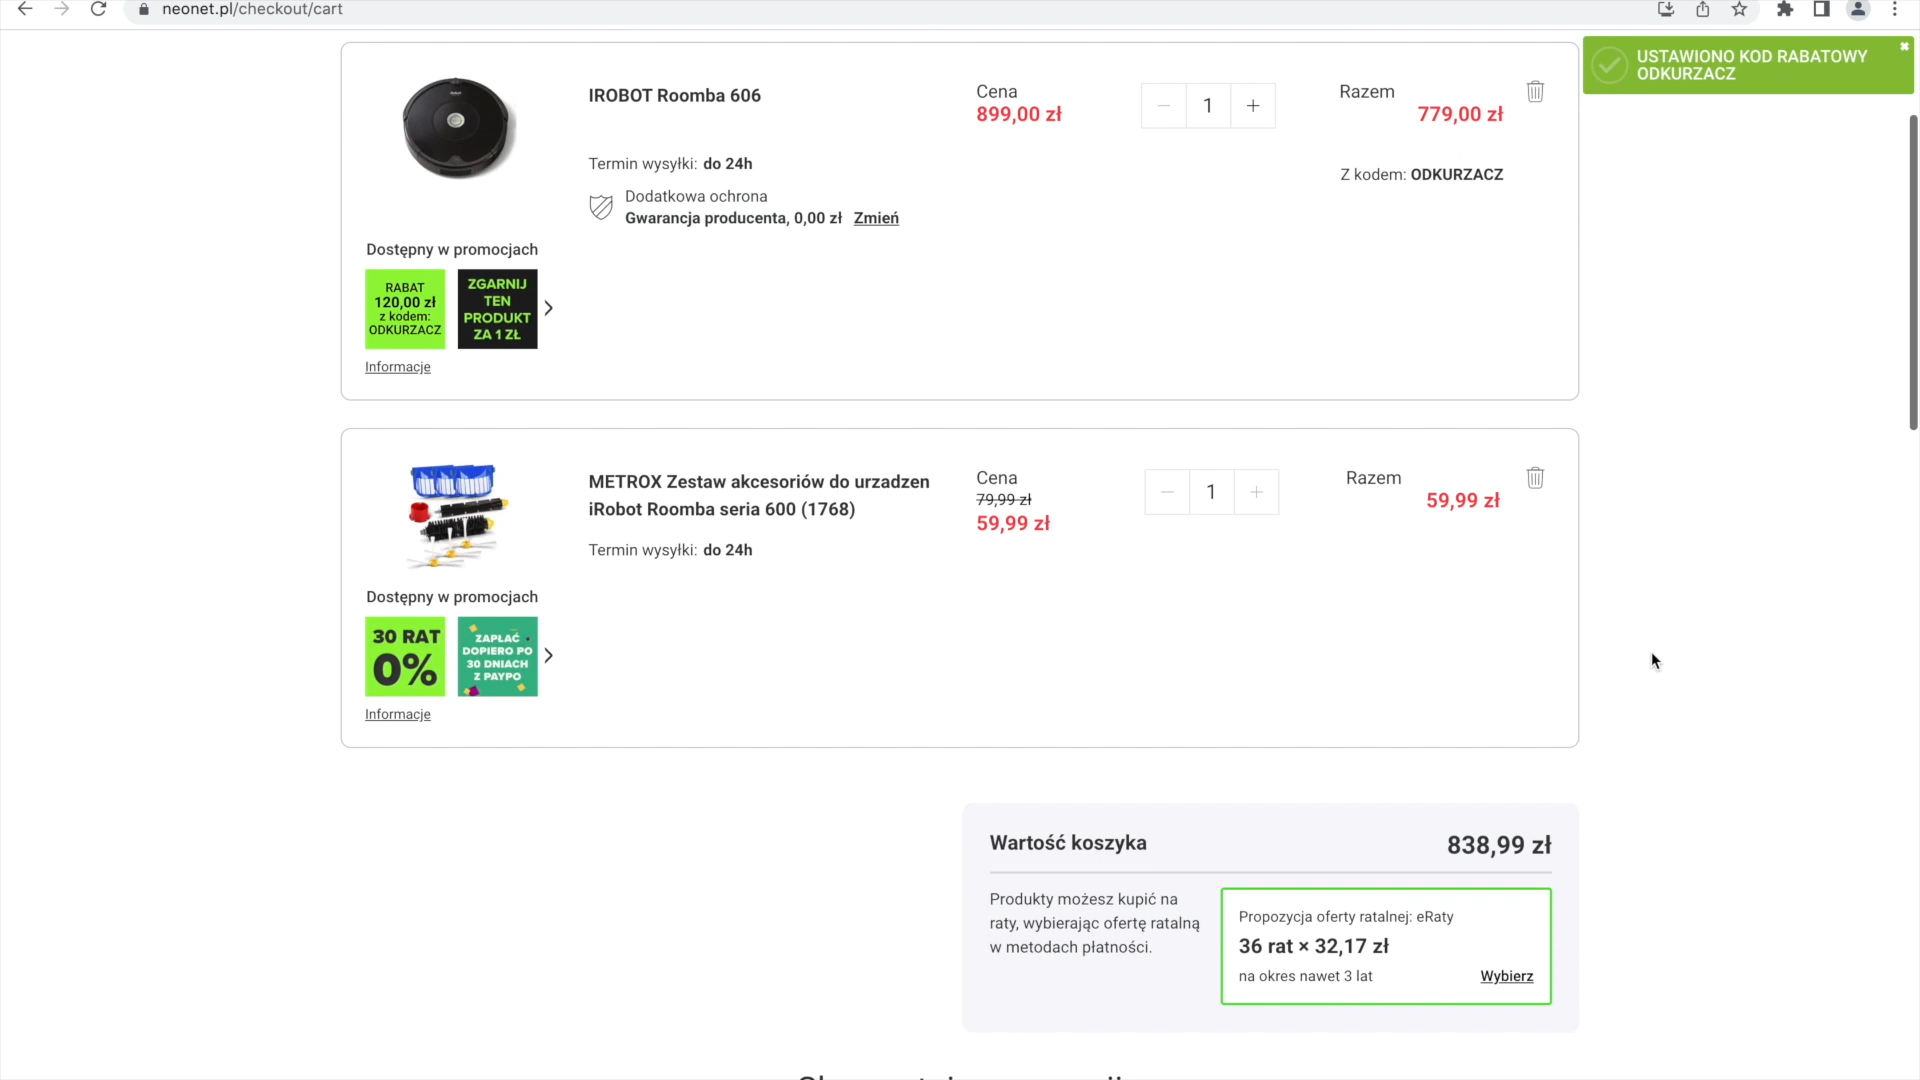 neonet.pl/checkout/cart
USTAWIONO KOD RABATOWY
ODKURZACZ
IROBOT Roomba 606
Cena
899,00 zł
1
Razem
779,00 zł
Termin wysyłki: do 24h
Z kodem: ODKURZACZ
Dodatkowa ochrona
Gwarancja producenta, 0,00 zł Zmień
Dostępny w promocjach
RABAT
120,00 zł
z kodem:
ODKURZACZ
ZGARNIJ
TEN
PRODUKT
ZA 1 ZŁ
Informacje
METROX Zestaw akcesoriów do urzadzen
iRobot Roomba seria 600 (1768)
Cena
79,99 zł
59,99 zł
1
Razem
59,99 zł
Termin wysyłki: do 24h
Dostępny w promocjach
30 RAT
0%
ZAPŁAĆ
DOPIERO PO
30 DNIACH
Z PAYPO
Informacje
Wartość koszyka
838,99 zł
Produkty możesz kupić na
raty, wybierając ofertę ratalną
w metodach płatności.
Propozycja oferty ratalnej: eRaty
36 rat × 32,17 zł
na okres nawet 3 lat
Wybierz